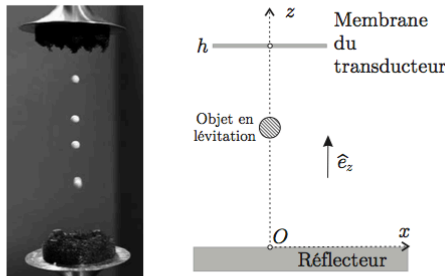 z
Membrane
du
transducteur
h
Objet en
lévitation
ê_z
O
x
Réflecteur